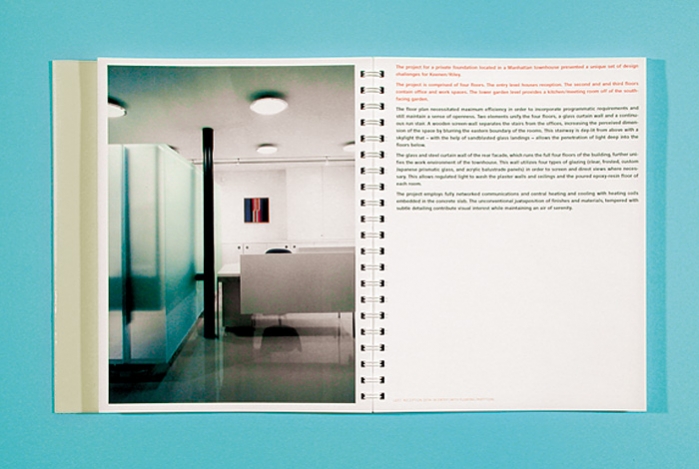 The project for a private foundation located in a Manhattan townhouse presented a unique set of design
challenges for
The project is comprised of four floors. The entry level houses reception. The second and and third floors
contain office and work spaces. The lower garden level provides a kitchen/meeting room off of the south-
facing garden.
The floor plan necessitated maximum efficiency in order to incorporate programmatic requirements and
still maintain a sense of openness. Two elements unify the four floors, a glass curtain wall and a continu-
ous run stair. A wooden screen-wall separates the stairs from the offices, increasing the perceived dimen-
sion of the space by blurring the eastern boundary of the rooms. This stairway is day-lit from above with a
skylight that – with the help of sandblasted glass landings – allows the penetration of light deep into the
floors below.
The glass and steel curtain wall of the rear facade, which runs the full four floors of the building, further uni-
fies the work environment of the townhouse. This wall utilizes four types of glazing (clear, frosted, custom
Japanese prismatic glass, and acrylic balustrade panels) in order to screen and direct views where neces-
sary. This allows regulated light to wash the plaster walls and ceilings and the poured epoxy-resin floor of
each room.
The project employs fully networked communications and central heating and cooling with heating coils
embedded in the concrete slab. The unconventional juxtaposition of finishes and materials, tempered with
subtle detailing contribute visual interest while maintaining an air of serenity.